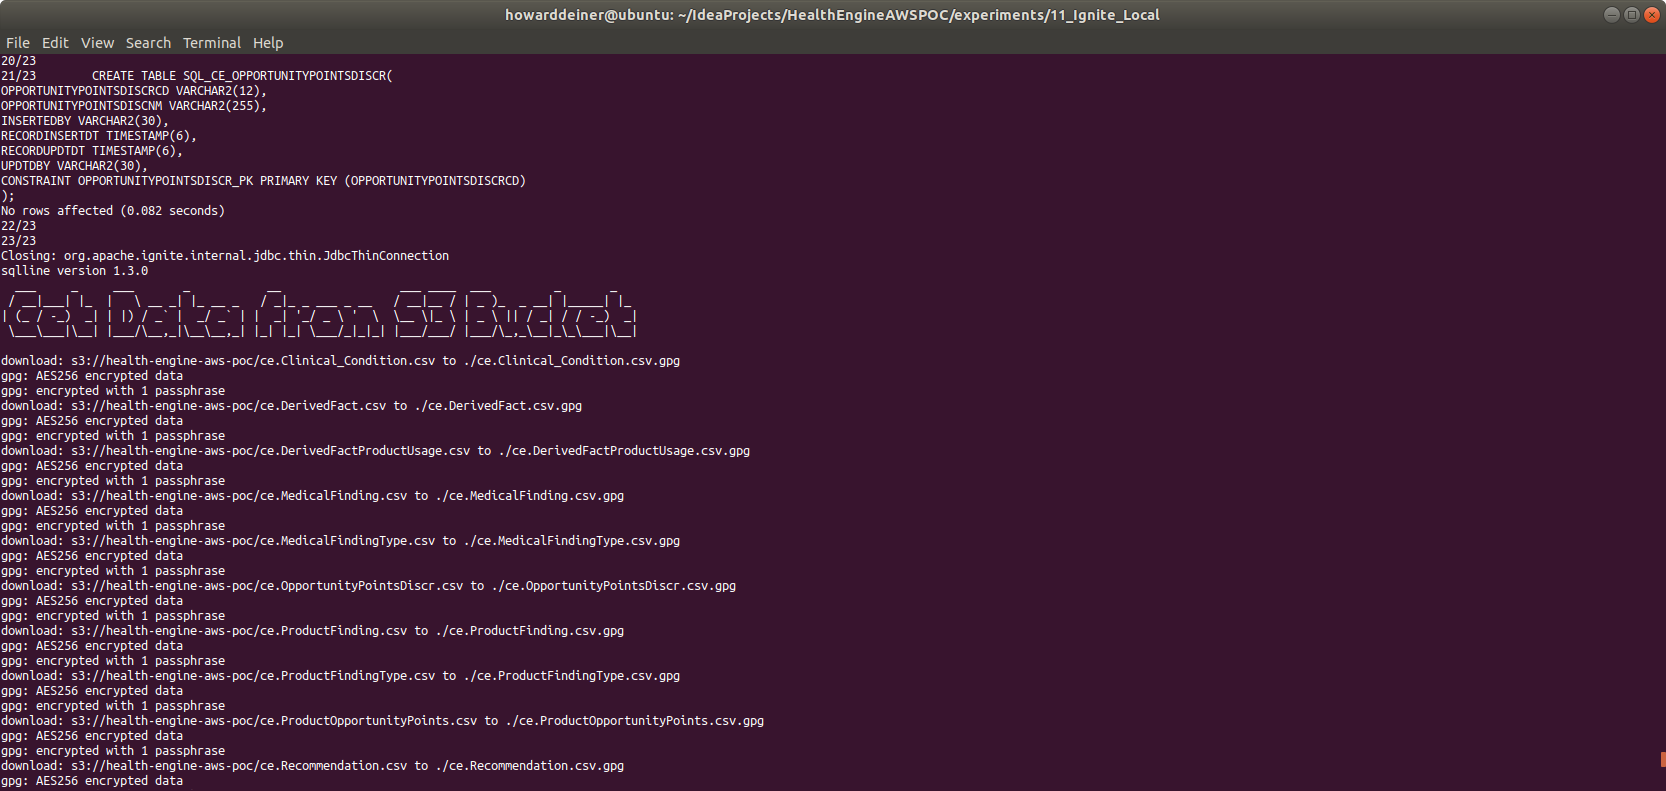 howarddeiner@ubuntu: ~/IdeaProjects/HealthEngineAWSPOC/experiments/11_Ignite_Local
File Edit View Search Terminal Help
20/23
21/23 CREATE TABLE SQL_CE_OPPORTUNITYPOINTSDISCR(
OPPORTUNITYPOINTSDISCRCD VARCHAR2(12),
OPPORTUNITYPOINTSDISCNM VARCHAR2(255),
INSERTEDBY VARCHAR2(30),
RECORDINSERTDT TIMESTAMP(6),
RECORDUPDTDT TIMESTAMP(6),
UPDTDBY VARCHAR2(30),
CONSTRAINT OPPORTUNITYPOINTSDISCR_PK PRIMARY KEY (OPPORTUNITYPOINTSDISCRCD)
);
No rows affected (0.082 seconds)
22/23
23/23
Closing: org.apache.ignite.internal.jdbc.thin.JdbcThinConnection
sqlline version 1.3.0
Get Data from S3 Bucket
download: s3://health-engine-aws-poc/ce.Clinical_Condition.csv to ./ce.Clinical_Condition.csv.gpg
gpg: AES256 encrypted data
gpg: encrypted with 1 passphrase
download: s3://health-engine-aws-poc/ce.DerivedFact.csv to ./ce.DerivedFact.csv.gpg
gpg: AES256 encrypted data
gpg: encrypted with 1 passphrase
download: s3://health-engine-aws-poc/ce.DerivedFactProductUsage.csv to ./ce.DerivedFactProductUsage.csv.gpg
gpg: AES256 encrypted data
gpg: encrypted with 1 passphrase
download: s3://health-engine-aws-poc/ce.MedicalFinding.csv to ./ce.MedicalFinding.csv.gpg
gpg: AES256 encrypted data
gpg: encrypted with 1 passphrase
download: s3://health-engine-aws-poc/ce.MedicalFindingType.csv to ./ce.MedicalFindingType.csv.gpg
gpg: AES256 encrypted data
gpg: encrypted with 1 passphrase
download: s3://health-engine-aws-poc/ce.OpportunityPointsDiscr.csv to ./ce.OpportunityPointsDiscr.csv.gpg
gpg: AES256 encrypted data
gpg: encrypted with 1 passphrase
download: s3://health-engine-aws-poc/ce.ProductFinding.csv to ./ce.ProductFinding.csv.gpg
gpg: AES256 encrypted data
gpg: encrypted with 1 passphrase
download: s3://health-engine-aws-poc/ce.ProductFindingType.csv to ./ce.ProductFindingType.csv.gpg
gpg: AES256 encrypted data
gpg: encrypted with 1 passphrase
download: s3://health-engine-aws-poc/ce.ProductOpportunityPoints.csv to ./ce.ProductOpportunityPoints.csv.gpg
gpg: AES256 encrypted data
gpg: encrypted with 1 passphrase
download: s3://health-engine-aws-poc/ce.Recommendation.csv to ./ce.Recommendation.csv.gpg
gpg: AES256 encrypted data